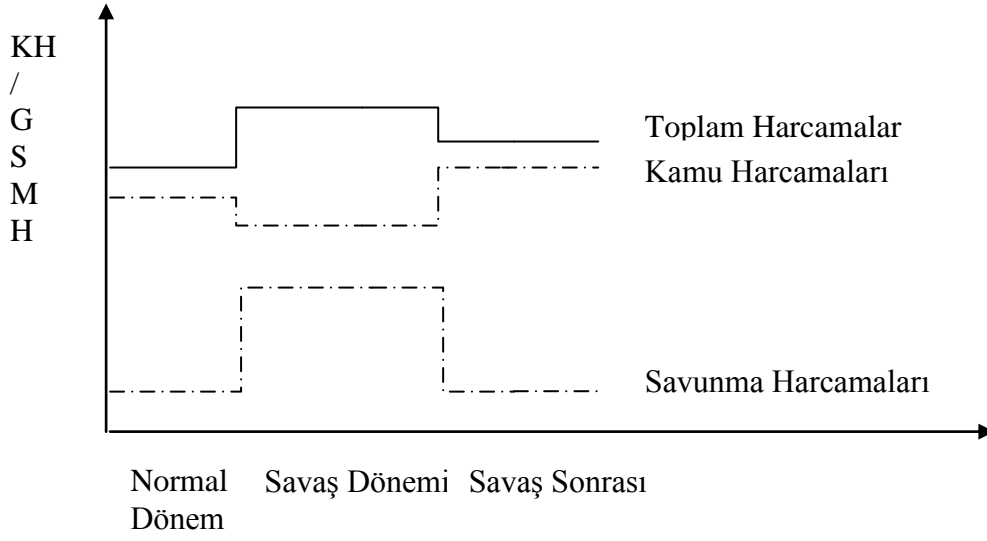 KH
/
G
S
M
H
Toplam Harcamalar
Kamu Harcamaları
Savunma Harcamaları
Normal Dönem
Savaş Dönemi
Savaş Sonrası